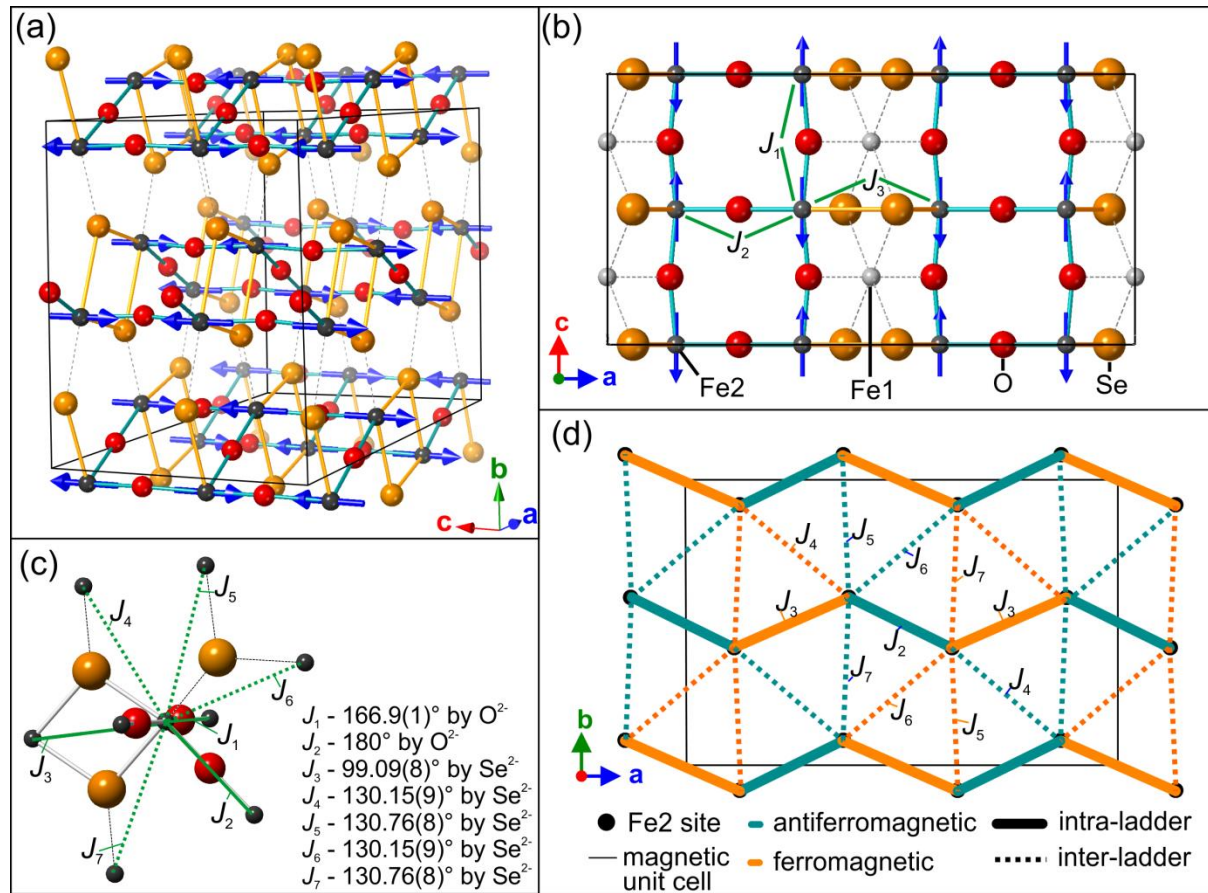 (a)
b
c
a
(b)
J1
J3
J2
c
a
Fe2
Fe1
O
Se
(c)
J5
J4
J6
J1
J3
J2
J7
J1 - 166.9(1)° by O2-
J2 - 180° by O2-
J3 - 99.09(8)° by Se2-
J4 - 130.15(9)° by Se2-
J5 - 130.76(8)° by Se2-
J6 - 130.15(9)° by Se2-
J7 - 130.76(8)° by Se2-
(d)
J4
J5
J6
J7
J3
J3
J2
J7
J4
J6
J5
b
a
Fe2 site
antiferromagnetic
intra-ladder
magnetic
unit cell
ferromagnetic
inter-ladder